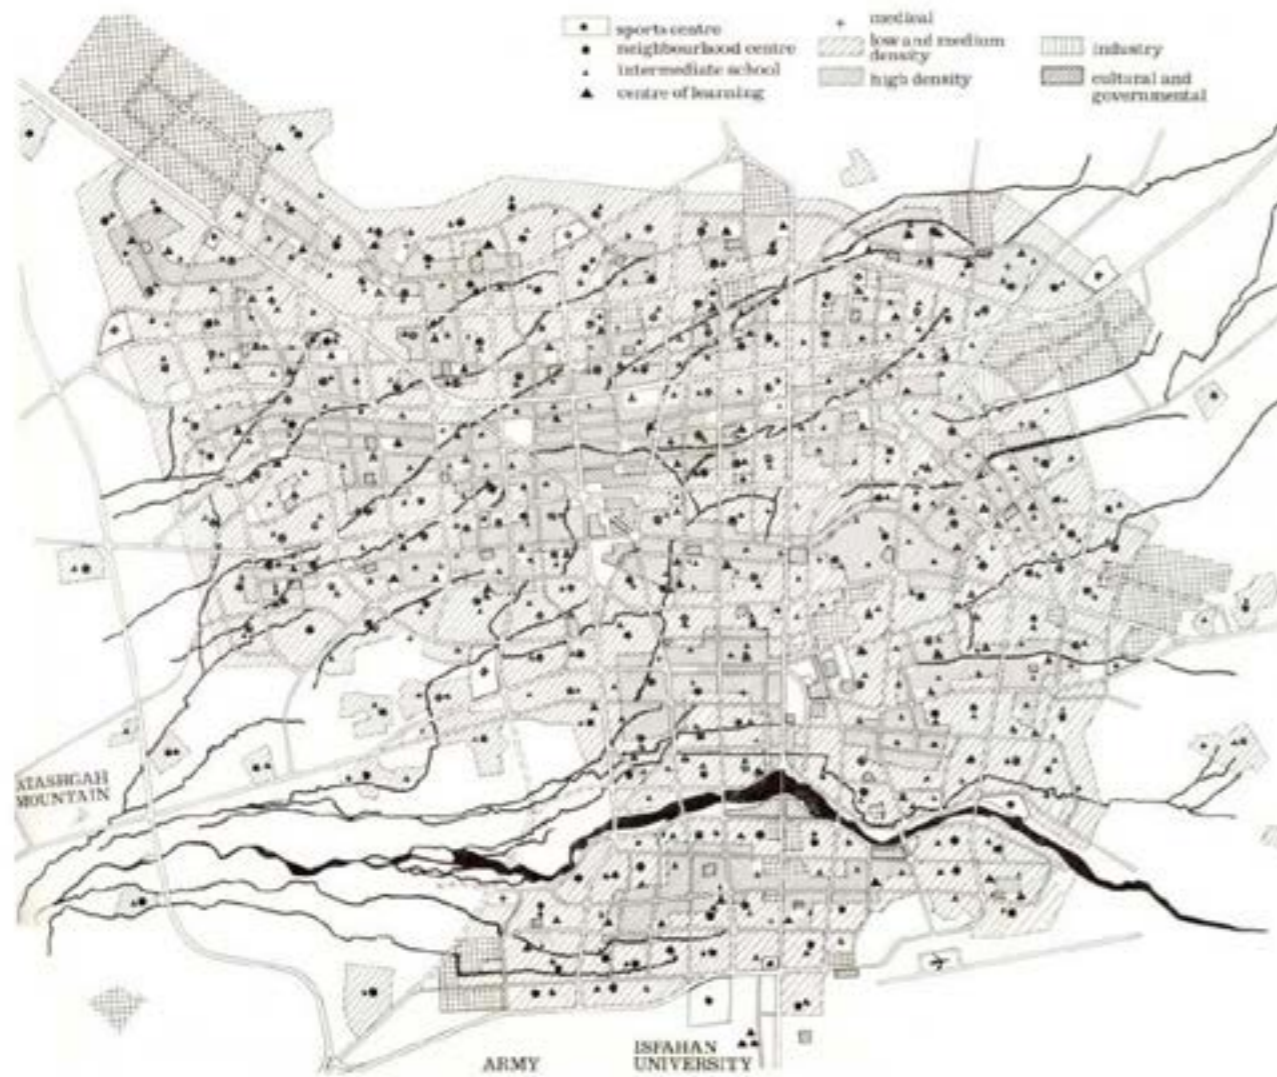 sports centre
neighbourhood centre
intermediate school
centre of learning
medical
low and medium
density
high density
industry
cultural and
governmental
ATASHGAH
MOUNTAIN
ARMY
ISFAHAN
UNIVERSITY